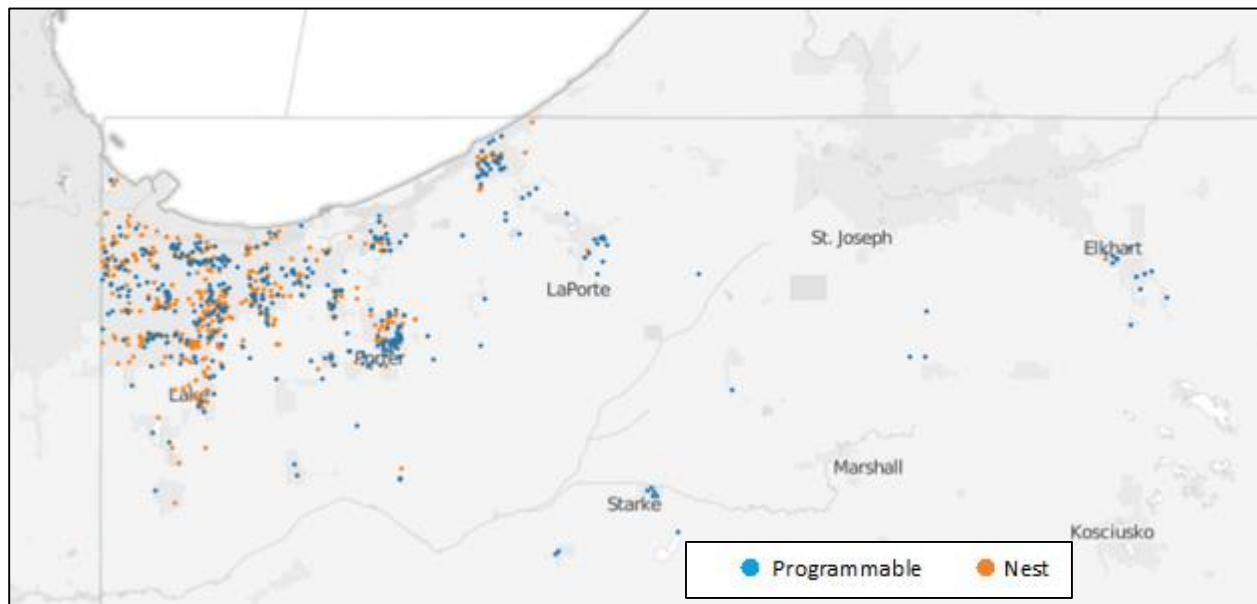 St. Joseph
Elkhart
LaPorte
Porter
Lake
Marshall
Starke
Kosciusko
Programmable
Nest